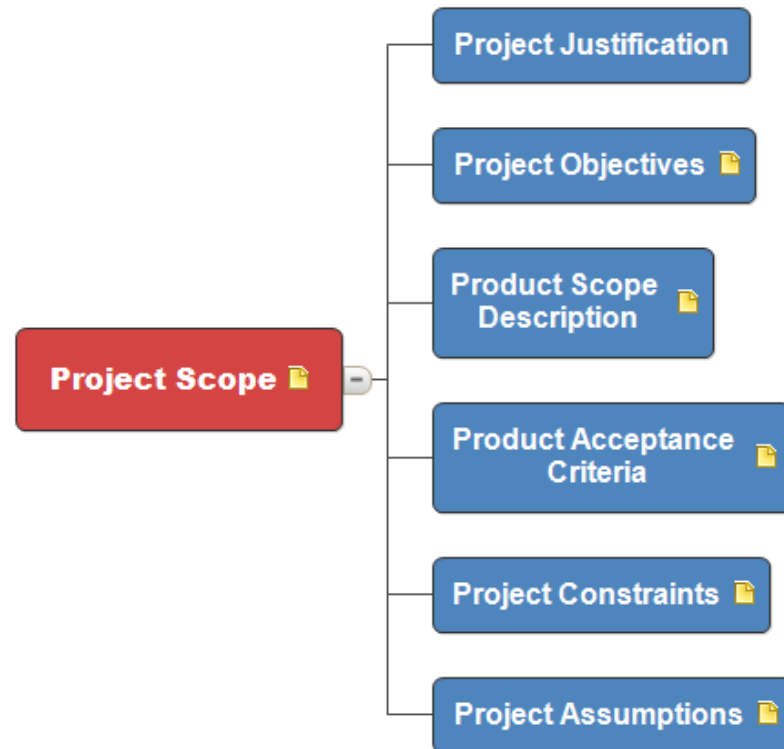 Project Justification
Project Objectives
Product Scope
Description
Project Scope
Product Acceptance
Criteria
Project Constraints
Project Assumptions